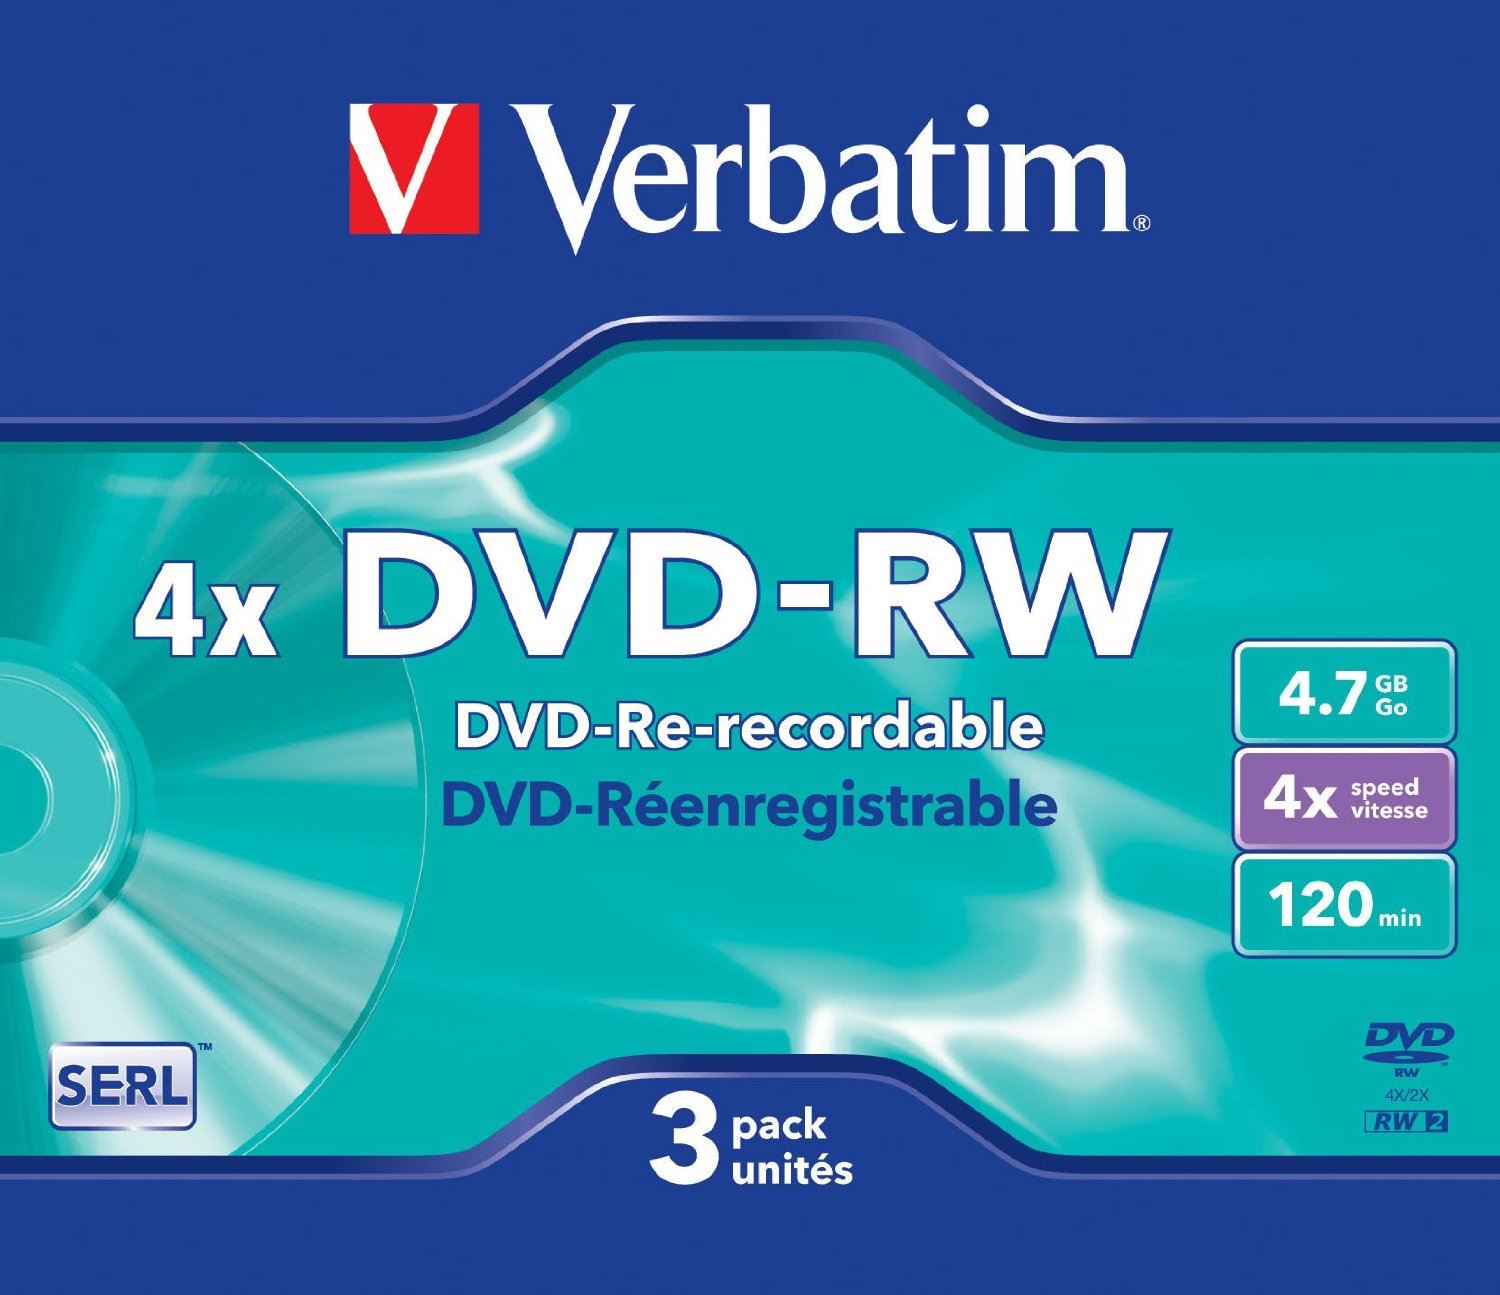 V Verbatim®
4x DVD-RW
DVD-Re-recordable
DVD-Réenregistrable
4.7 GB
Go
4x speed
vitesse
120 min
SERL™
DVD™
RW
4X/2X
RW 2
3 pack
unités